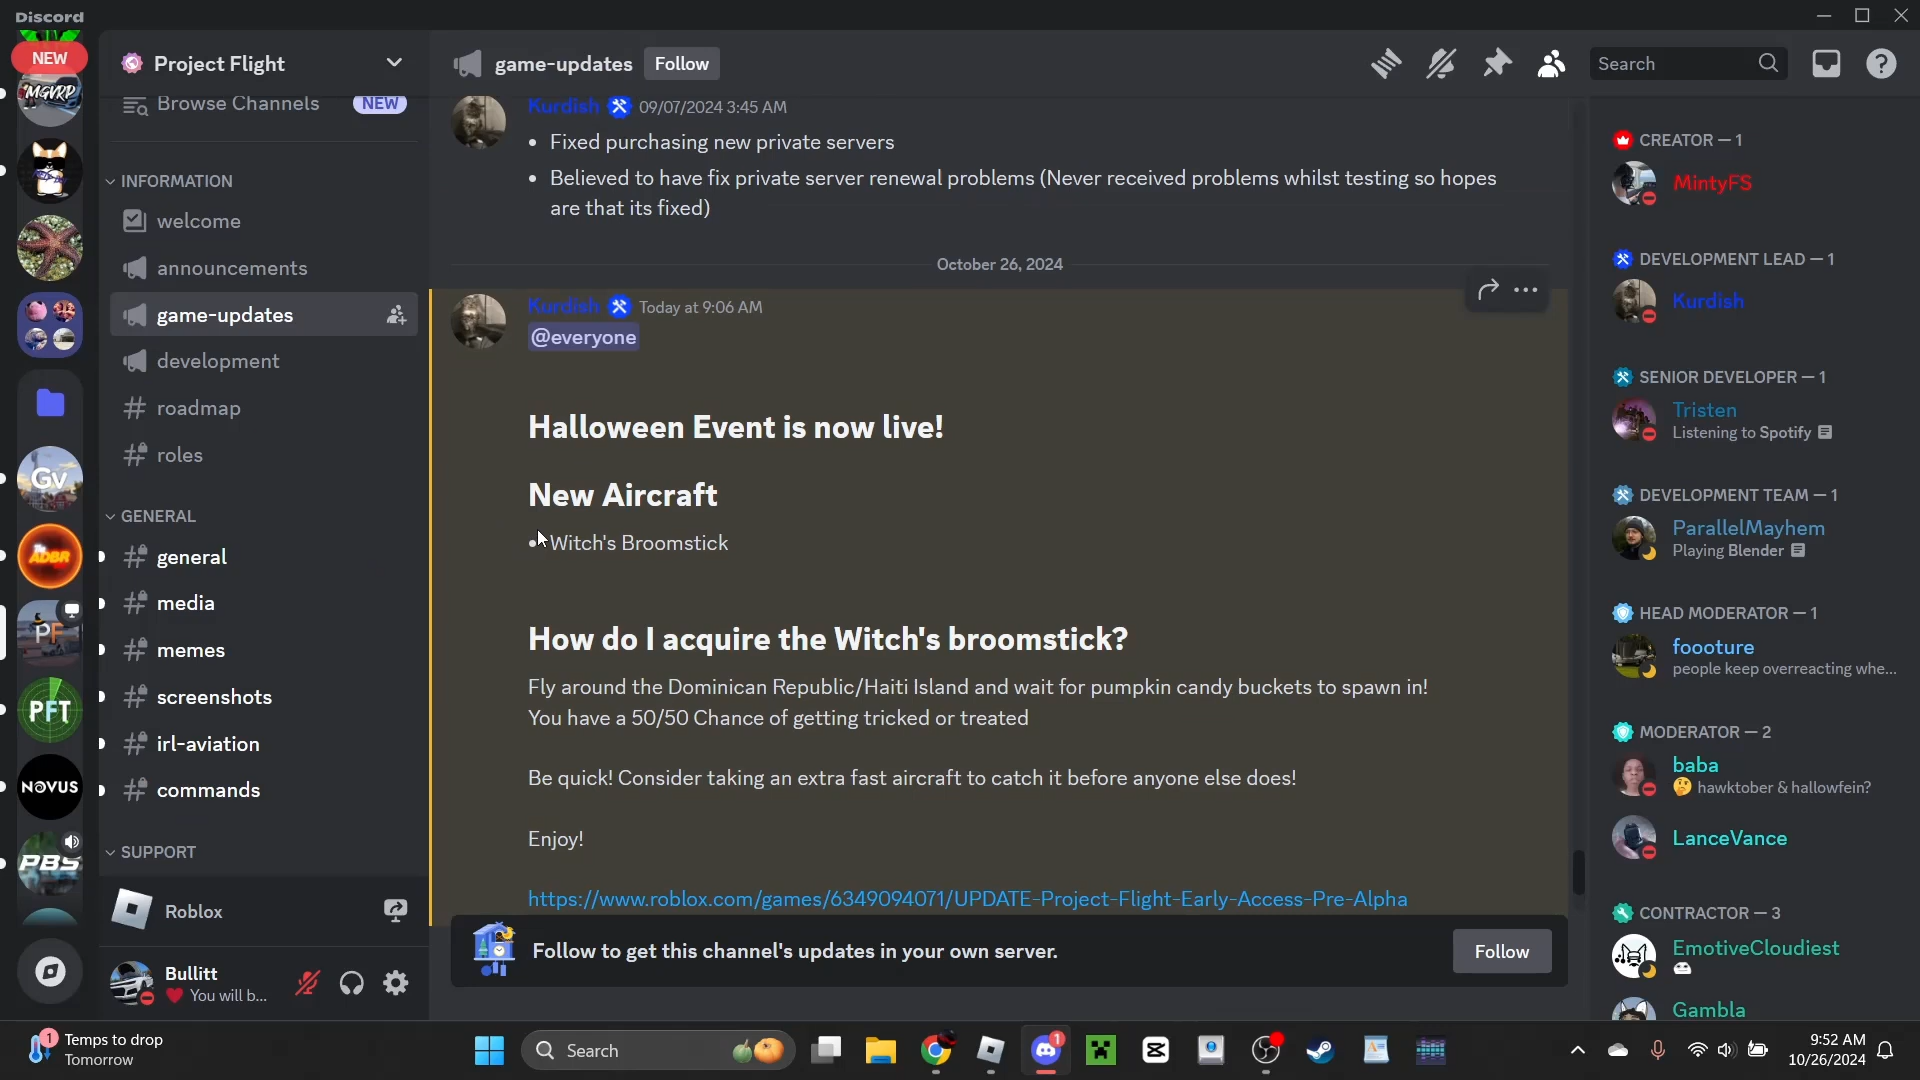 Discord
NEW
MGVRP
GV
ADBR
PF
PFT
NOVUS
PBS
Project Flight
Browse Channels NEW
INFORMATION
welcome
announcements
game-updates
development
roadmap
roles
GENERAL
general
media
memes
screenshots
irl-aviation
commands
SUPPORT
Roblox
Bullitt
You will b...
game-updates Follow
Search
Kurdish 09/07/2024 3:45 AM
• Fixed purchasing new private servers
• Believed to have fix private server renewal problems (Never received problems whilst testing so hopes
are that its fixed)
October 26, 2024
Kurdish Today at 9:06 AM
@everyone
Halloween Event is now live!
New Aircraft
• Witch's Broomstick
How do I acquire the Witch's broomstick?
Fly around the Dominican Republic/Haiti Island and wait for pumpkin candy buckets to spawn in!
You have a 50/50 Chance of getting tricked or treated
Be quick! Consider taking an extra fast aircraft to catch it before anyone else does!
Enjoy!
https://www.roblox.com/games/6349094071/UPDATE-Project-Flight-Early-Access-Pre-Alpha
Follow to get this channel's updates in your own server.
Follow
CREATOR — 1
MintyFS
DEVELOPMENT LEAD — 1
Kurdish
SENIOR DEVELOPER — 1
Tristen
Listening to Spotify
DEVELOPMENT TEAM — 1
ParallelMayhem
Playing Blender
HEAD MODERATOR — 1
foooture
people keep overreacting whe...
MODERATOR — 2
baba
hawktober & hallowfein?
LanceVance
CONTRACTOR — 3
EmotiveCloudiest
Gambla
1
Temps to drop
Tomorrow
Search
1
9:52 AM
10/26/2024